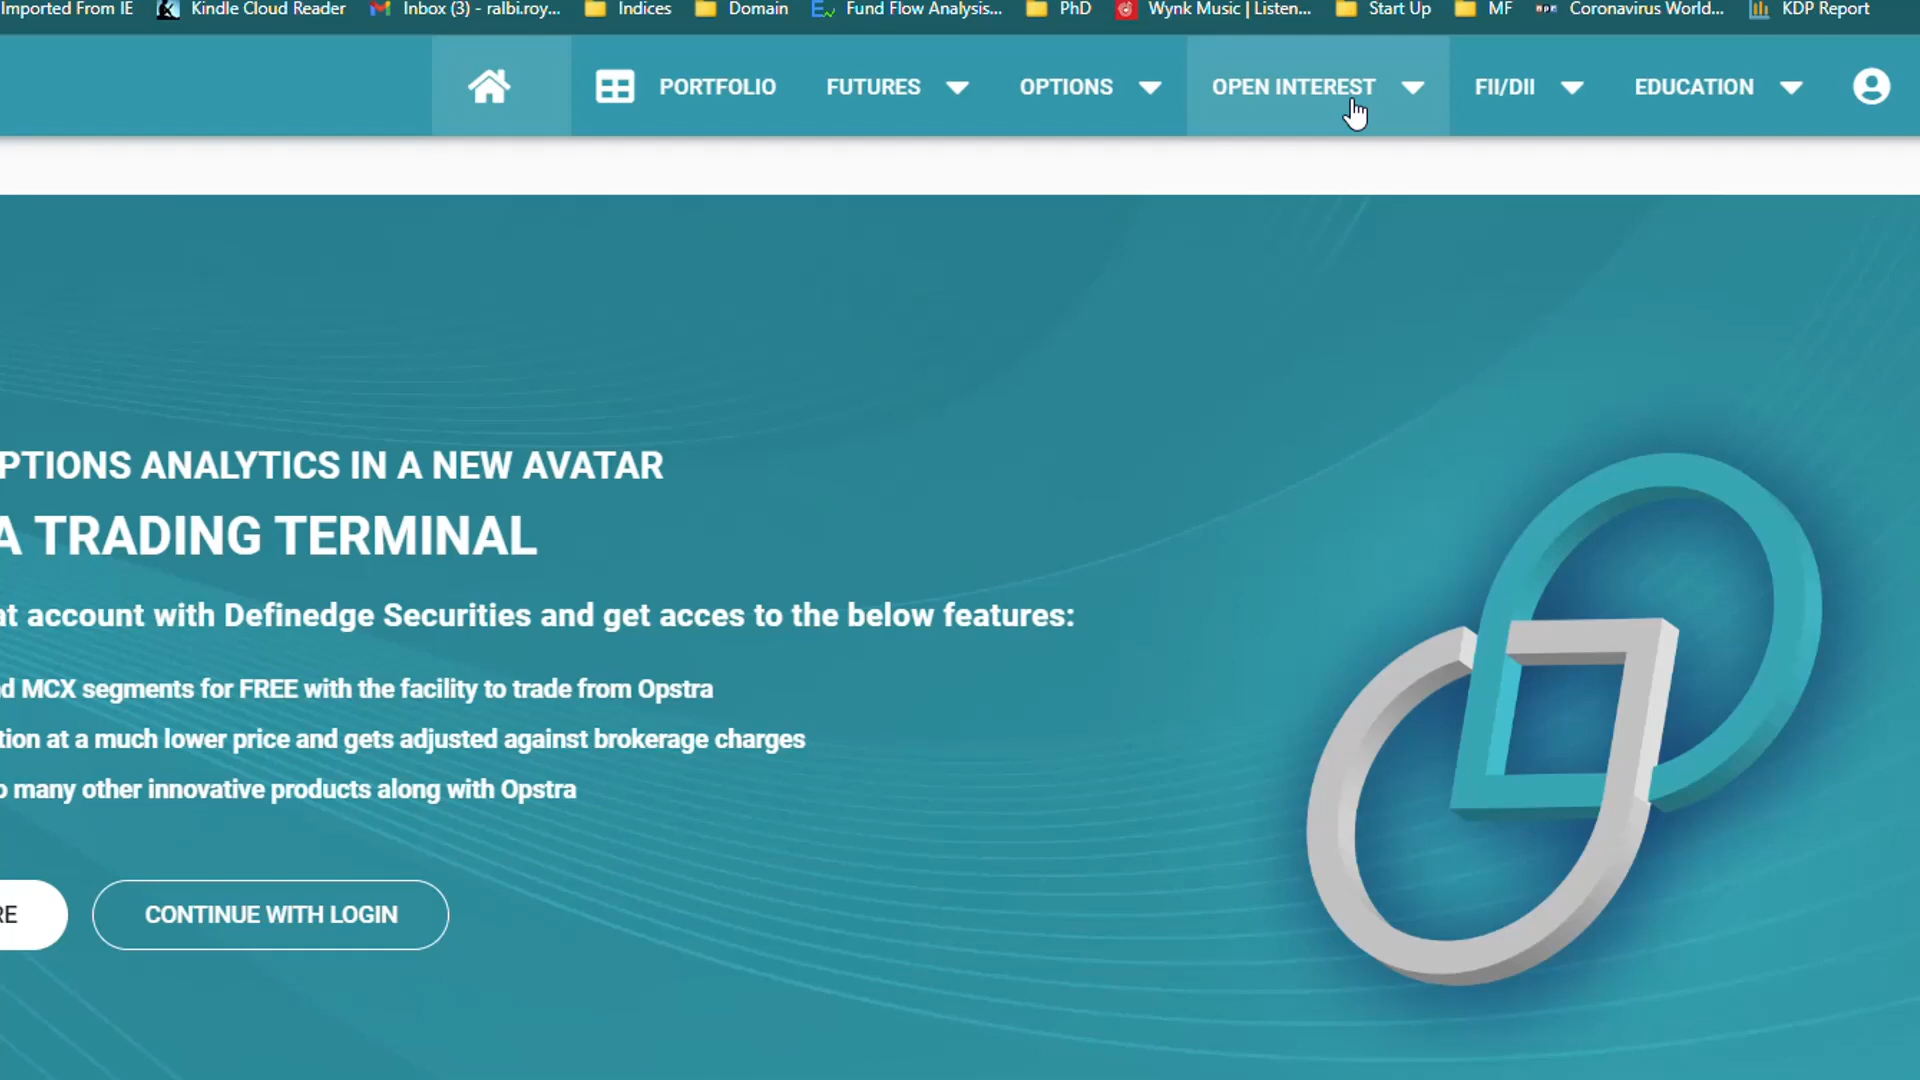 Imported From IE Kindle Cloud Reader Inbox (3) - ralbi.roy... Indices Domain Fund Flow Analysis... PhD Wynk Music | Listen... Start Up MF Coronavirus World... KDP Report
PORTFOLIO FUTURES OPTIONS OPEN INTEREST FII/DII EDUCATION
PTIONS ANALYTICS IN A NEW AVATAR
A TRADING TERMINAL
at account with Definedge Securities and get acces to the below features:
d MCX segments for FREE with the facility to trade from Opstra
tion at a much lower price and gets adjusted against brokerage charges
o many other innovative products along with Opstra
RE CONTINUE WITH LOGIN